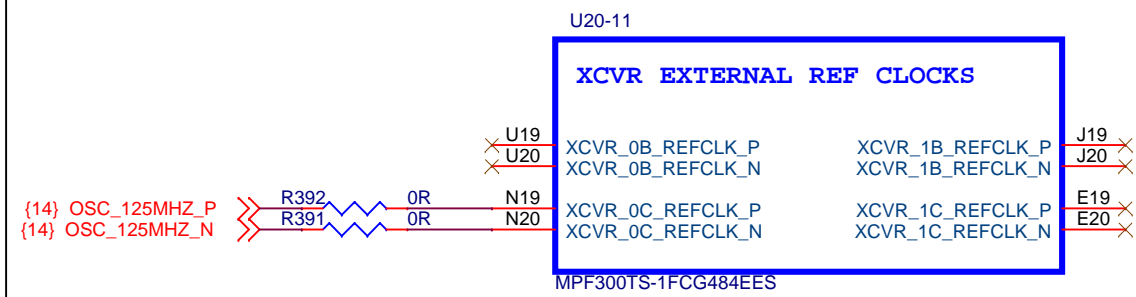 U20-11
XCVR EXTERNAL REF CLOCKS
U19 XCVR_0B_REFCLK_P XCVR_1B_REFCLK_P J19
U20 XCVR_0B_REFCLK_N XCVR_1B_REFCLK_N J20
{14} OSC_125MHZ_P R392 0R N19 XCVR_0C_REFCLK_P XCVR_1C_REFCLK_P E19
{14} OSC_125MHZ_N R391 0R N20 XCVR_0C_REFCLK_N XCVR_1C_REFCLK_N E20
MPF300TS-1FCG484EES